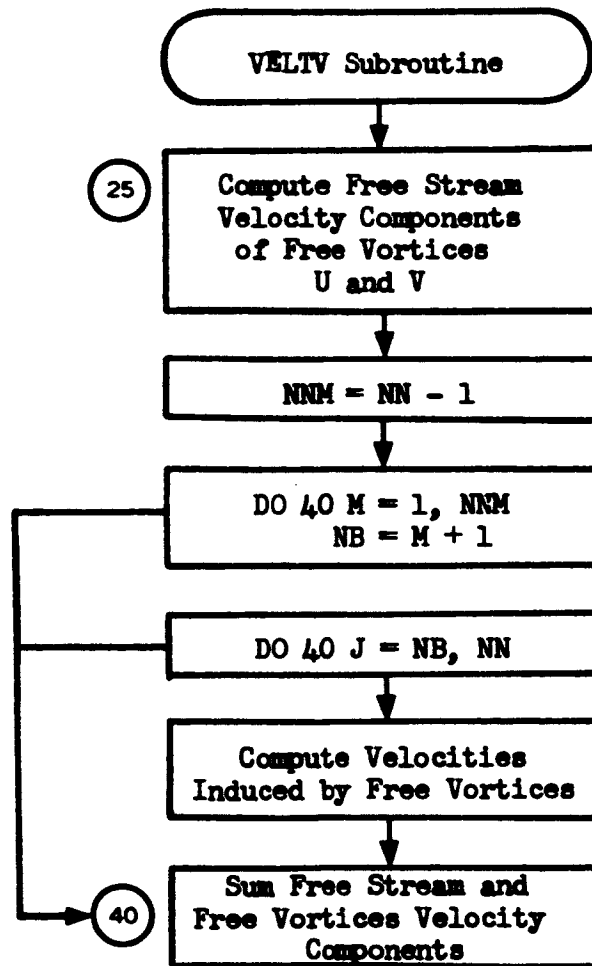 VELTV Subroutine
25
Compute Free Stream
Velocity Components
of Free Vortices
U and V
NNM = NN - 1
DO 40 M = 1, NNM
NB = M + 1
DO 40 J = NB, NN
Compute Velocities
Induced by Free Vortices
40
Sum Free Stream and
Free Vortices Velocity
Components